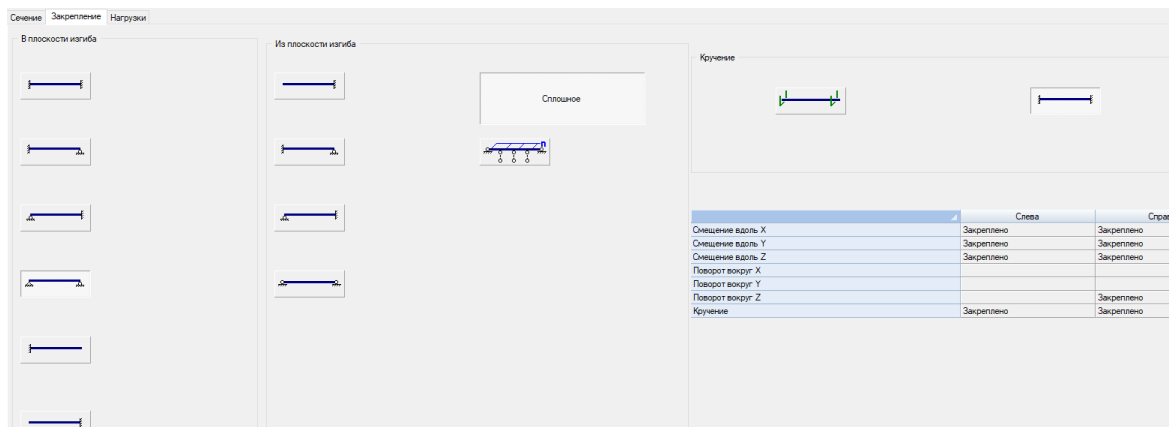 Сечение Закрепление Нагрузки
В плоскости изгиба
Из плоскости изгиба
Кручение
Сплошное
n
Слева Справ
Смещение вдоль X Закреплено Закреплено
Смещение вдоль Y Закреплено Закреплено
Смещение вдоль Z Закреплено Закреплено
Поворот вокруг X
Поворот вокруг Y
Поворот вокруг Z Закреплено
Кручение Закреплено Закреплено